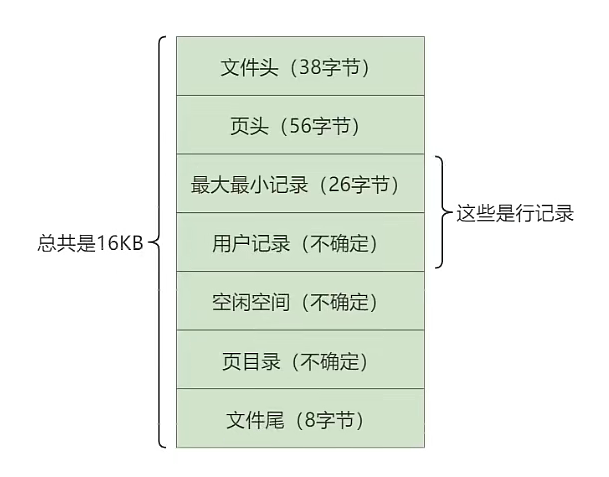 文件头（38字节）
页头（56字节）
最大最小记录（26字节）
用户记录（不确定）
空闲空间（不确定）
页目录（不确定）
文件尾（8字节）
总共是16KB
这些是行记录